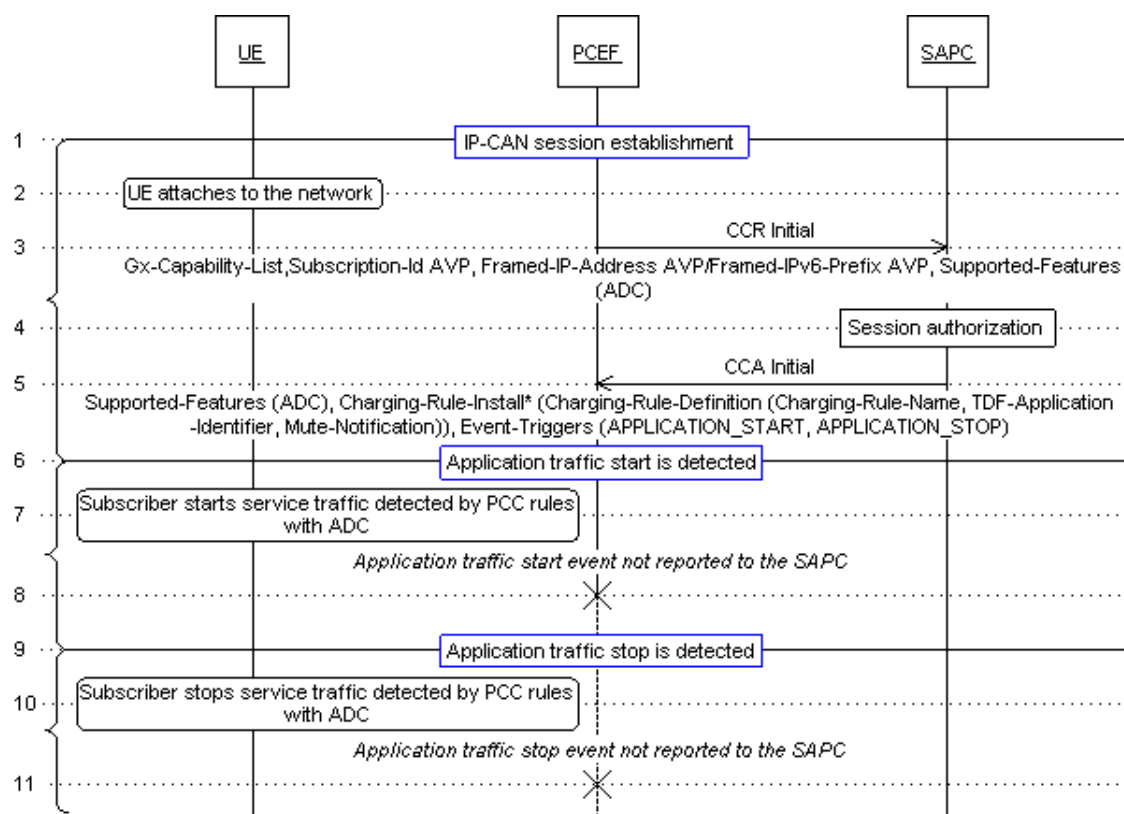 UE
PCEF
SAPC
1
IP-CAN session establishment
2
UE attaches to the network
3
CCR Initial
Gx-Capability-List,Subscription-Id AVP, Framed-IP-Address AVP/Framed-IPv6-Prefix AVP, Supported-Features
(ADC)
4
Session authorization
CCA Initial
5
Supported-Features (ADC), Charging-Rule-Install* (Charging-Rule-Definition (Charging-Rule-Name, TDF-Application
-Identifier, Mute-Notification)), Event-Triggers (APPLICATION_START, APPLICATION_STOP)
6
Application traffic start is detected
7
Subscriber starts service traffic detected by PCC rules
with ADC
Application traffic start event not reported to the SAPC
8
9
Application traffic stop is detected
10
Subscriber stops service traffic detected by PCC rules
with ADC
Application traffic stop event not reported to the SAPC
11